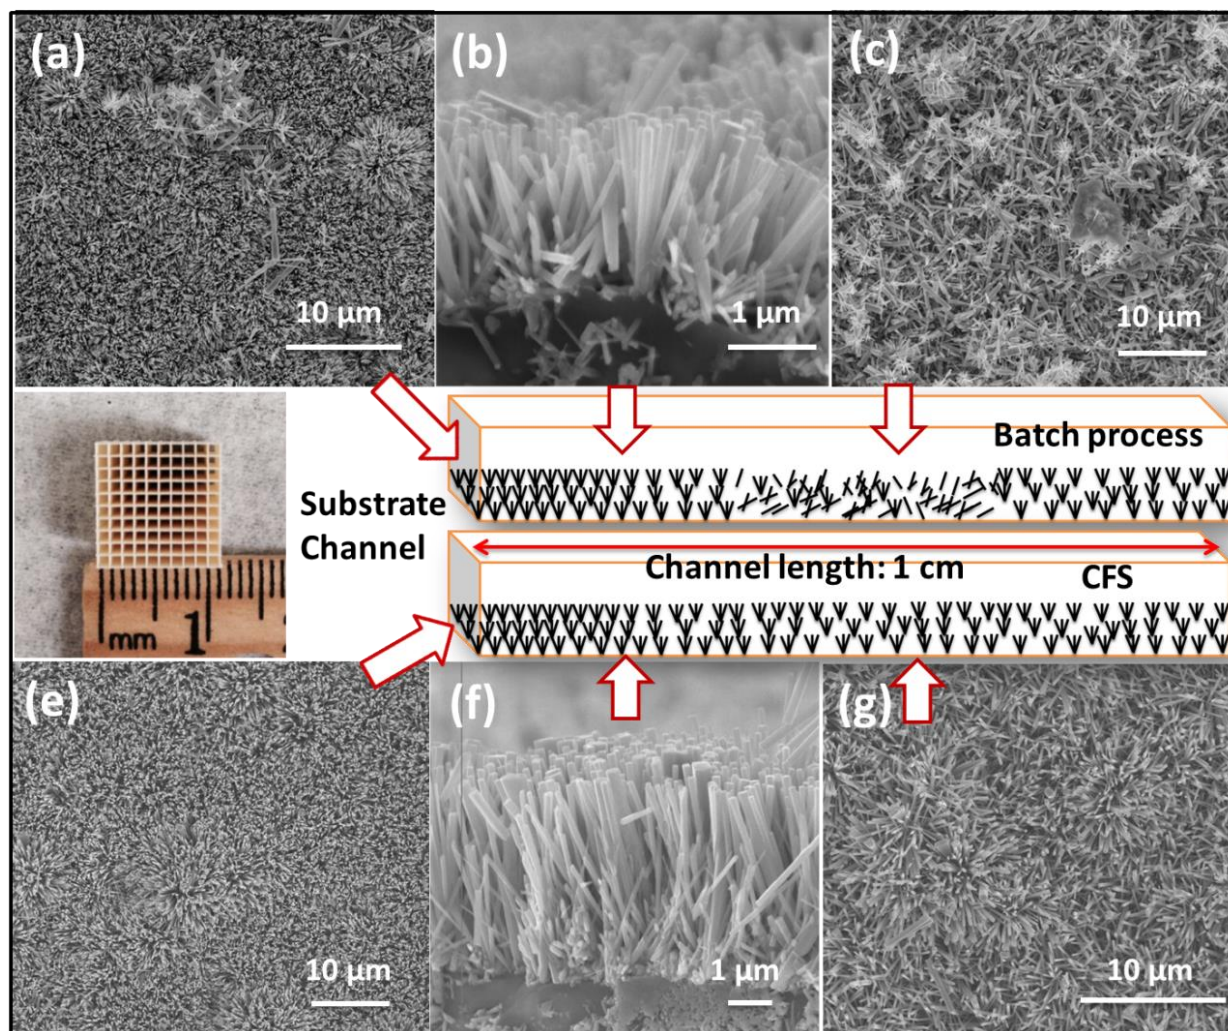 (a)
(b)
(c)
10 μm
1 μm
10 μm
Batch process
Substrate
Channel
Channel length: 1 cm
CFS
mm 1
(e)
(f)
(g)
10 μm
1 μm
10 μm